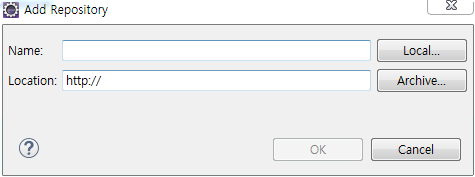 Add Repository
Name: Local...
Location: http:// Archive...
? OK Cancel